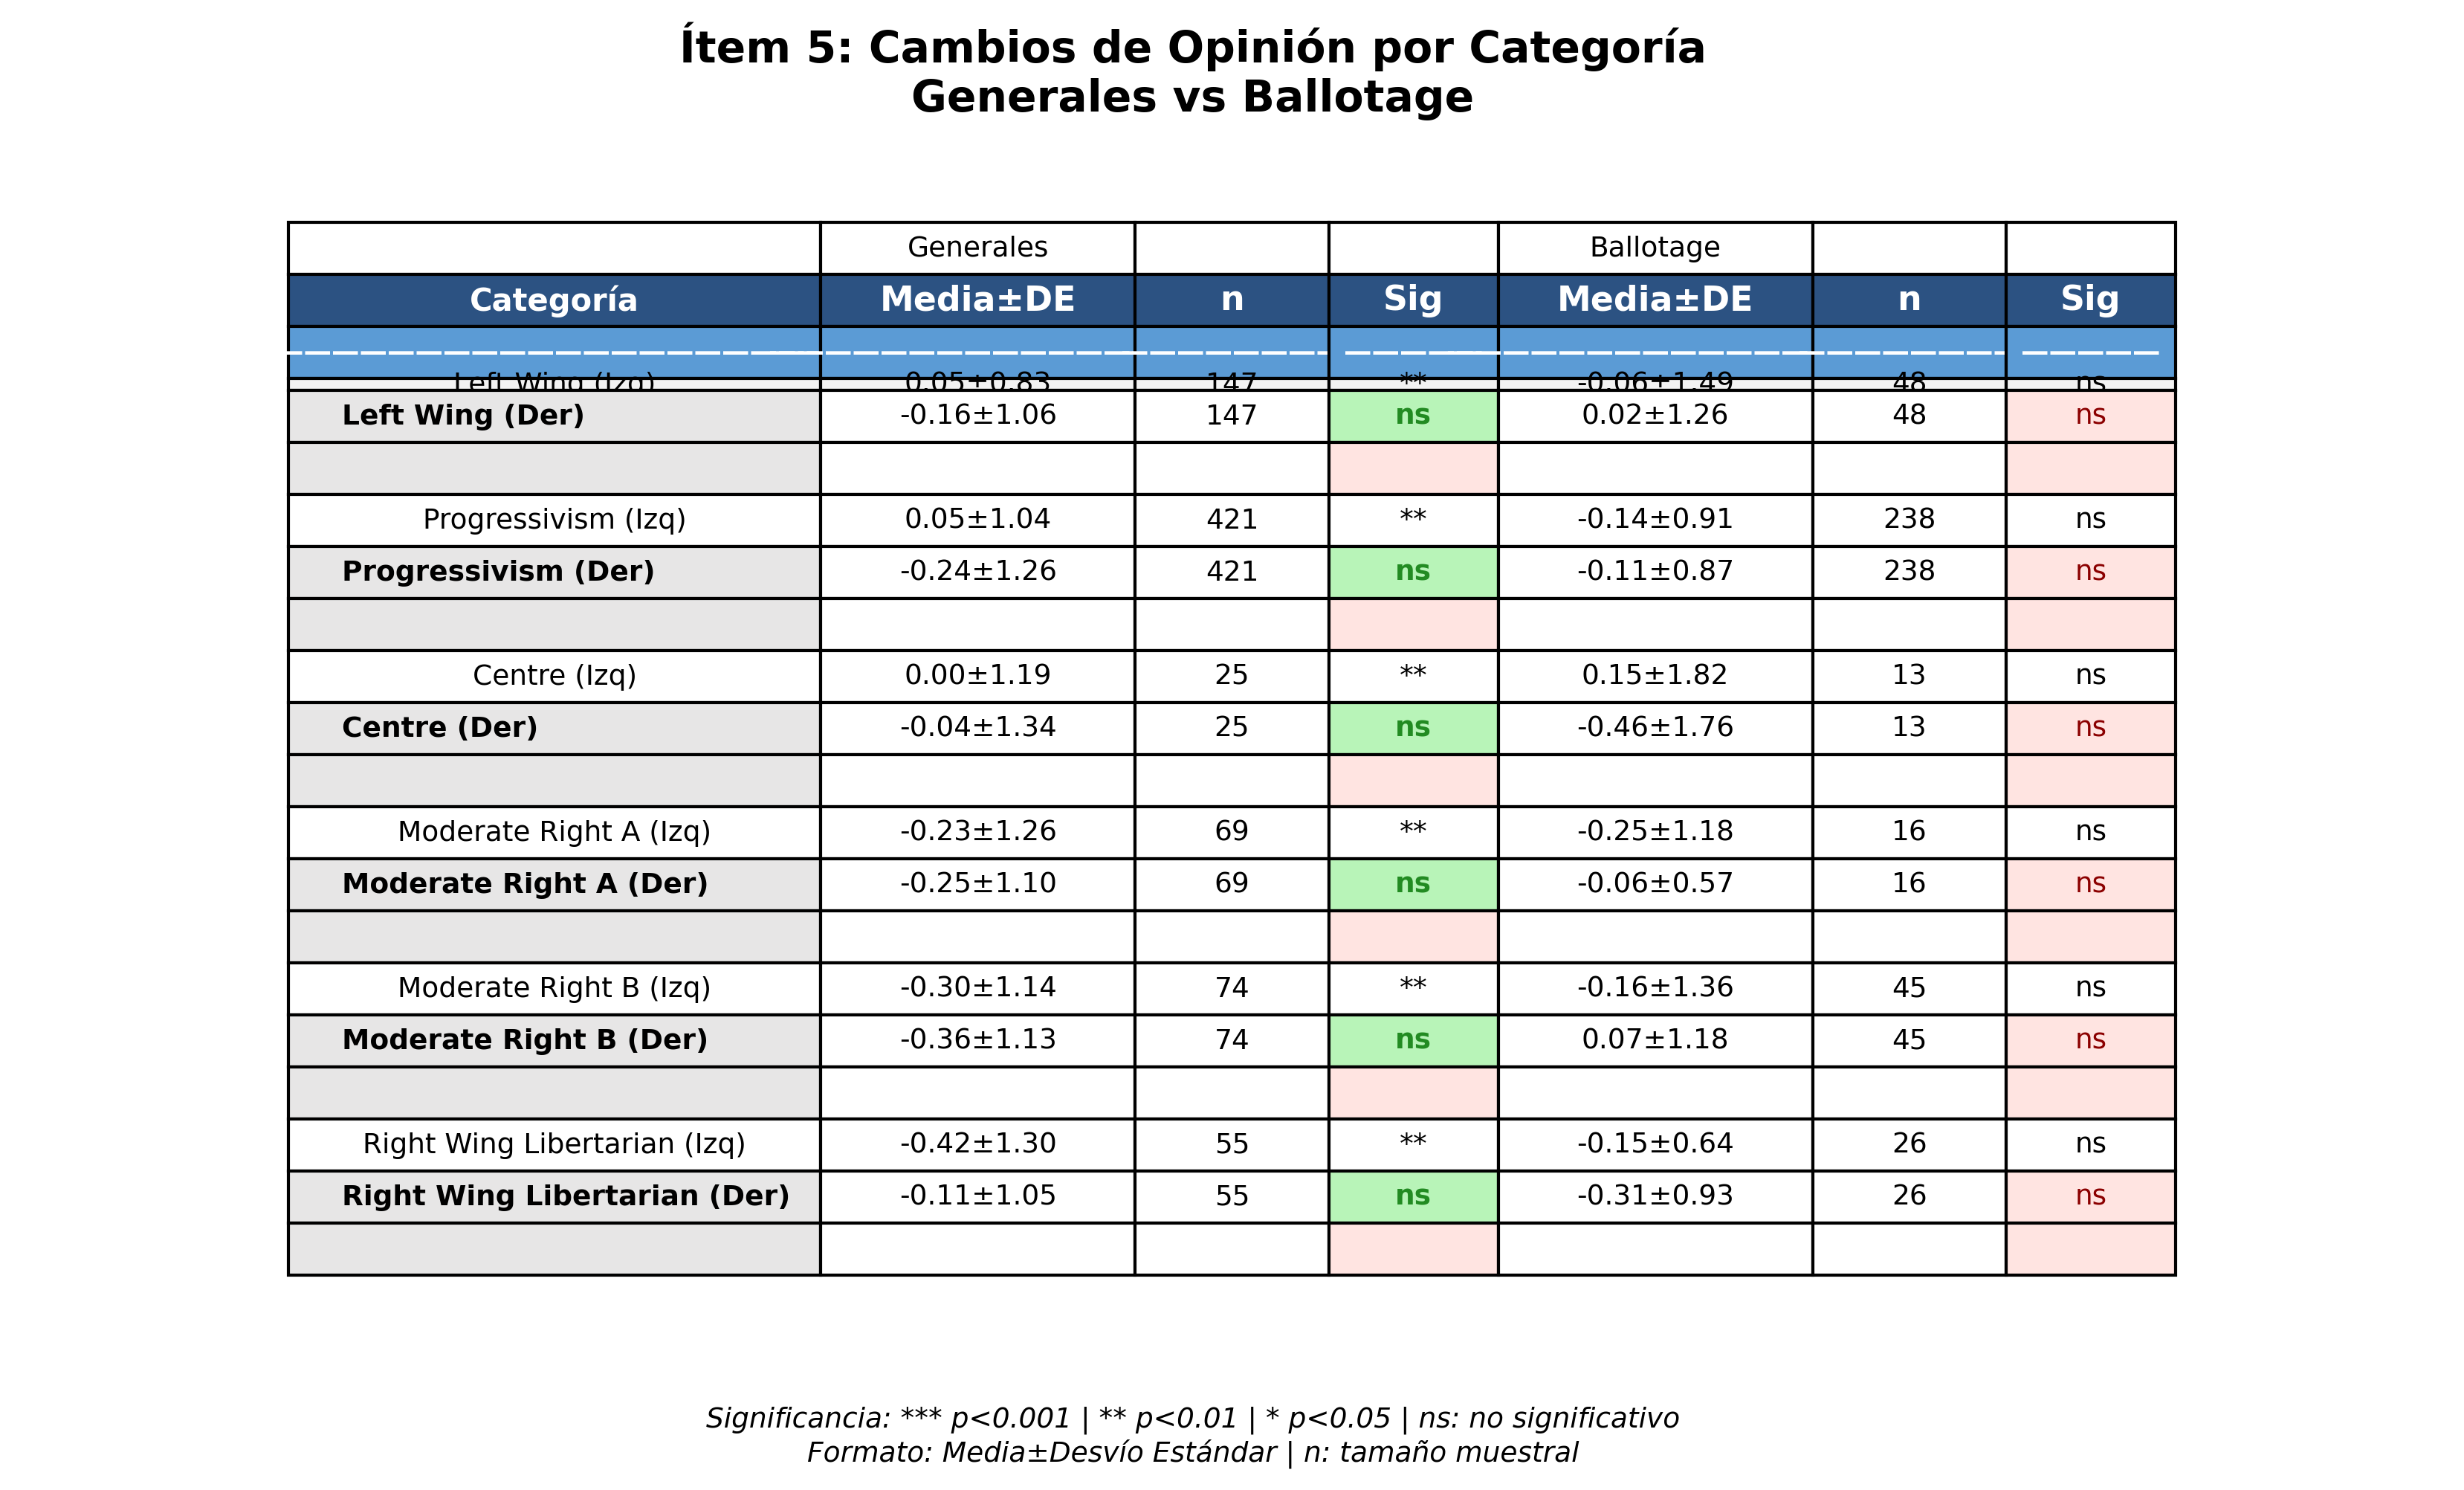 Ítem 5: Cambios de Opinión por Categoría
Generales vs Ballotage
Generales Ballotage
Categoría Media±DE n Sig Media±DE n Sig
Left Wing (Izq) 0.05±0.83 147 ** -0.06±1.49 48 ns
Left Wing (Der) -0.16±1.06 147 ns 0.02±1.26 48 ns
Progressivism (Izq) 0.05±1.04 421 ** -0.14±0.91 238 ns
Progressivism (Der) -0.24±1.26 421 ns -0.11±0.87 238 ns
Centre (Izq) 0.00±1.19 25 ** 0.15±1.82 13 ns
Centre (Der) -0.04±1.34 25 ns -0.46±1.76 13 ns
Moderate Right A (Izq) -0.23±1.26 69 ** -0.25±1.18 16 ns
Moderate Right A (Der) -0.25±1.10 69 ns -0.06±0.57 16 ns
Moderate Right B (Izq) -0.30±1.14 74 ** -0.16±1.36 45 ns
Moderate Right B (Der) -0.36±1.13 74 ns 0.07±1.18 45 ns
Right Wing Libertarian (Izq) -0.42±1.30 55 ** -0.15±0.64 26 ns
Right Wing Libertarian (Der) -0.11±1.05 55 ns -0.31±0.93 26 ns
Significancia: *** p<0.001 | ** p<0.01 | * p<0.05 | ns: no significativo
Formato: Media±Desvío Estándar | n: tamaño muestral